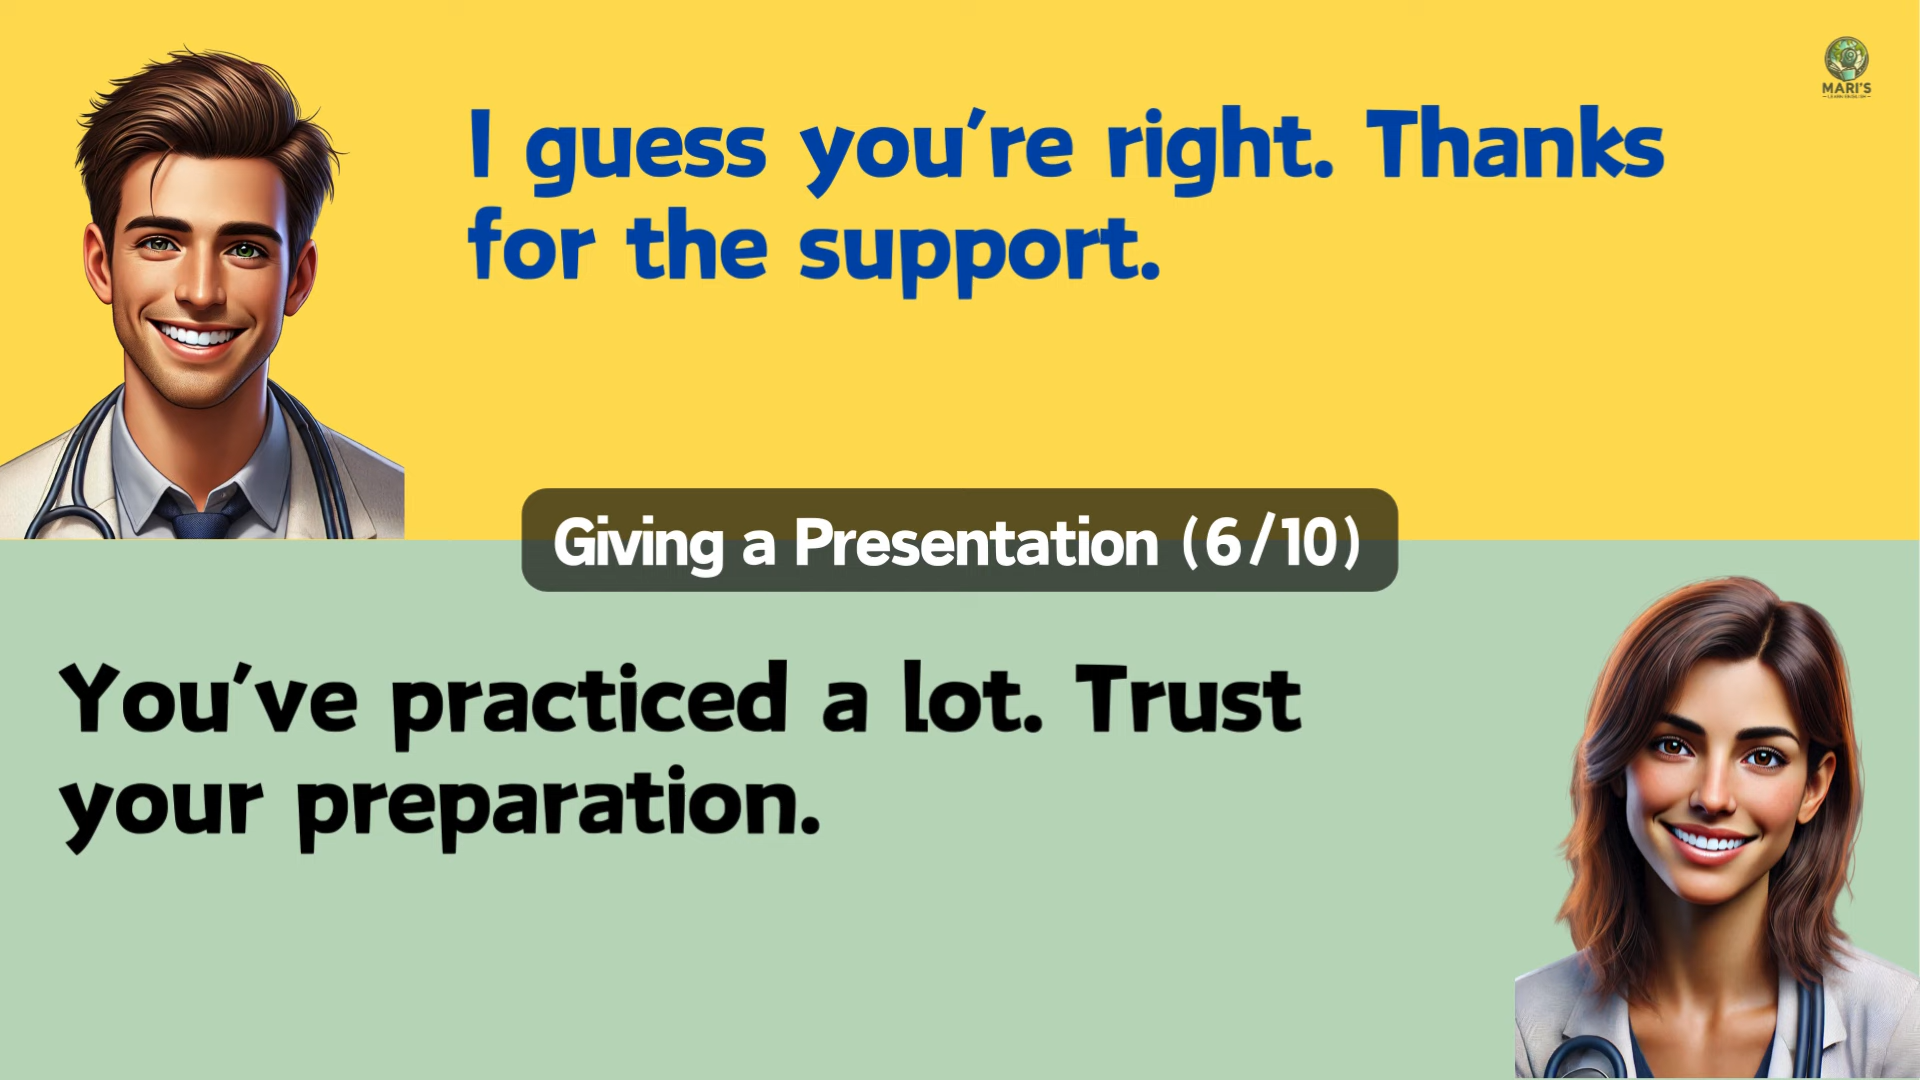 MARI'S
I guess you're right. Thanks
for the support.
Giving a Presentation (6/10)
You've practiced a lot. Trust
your preparation.